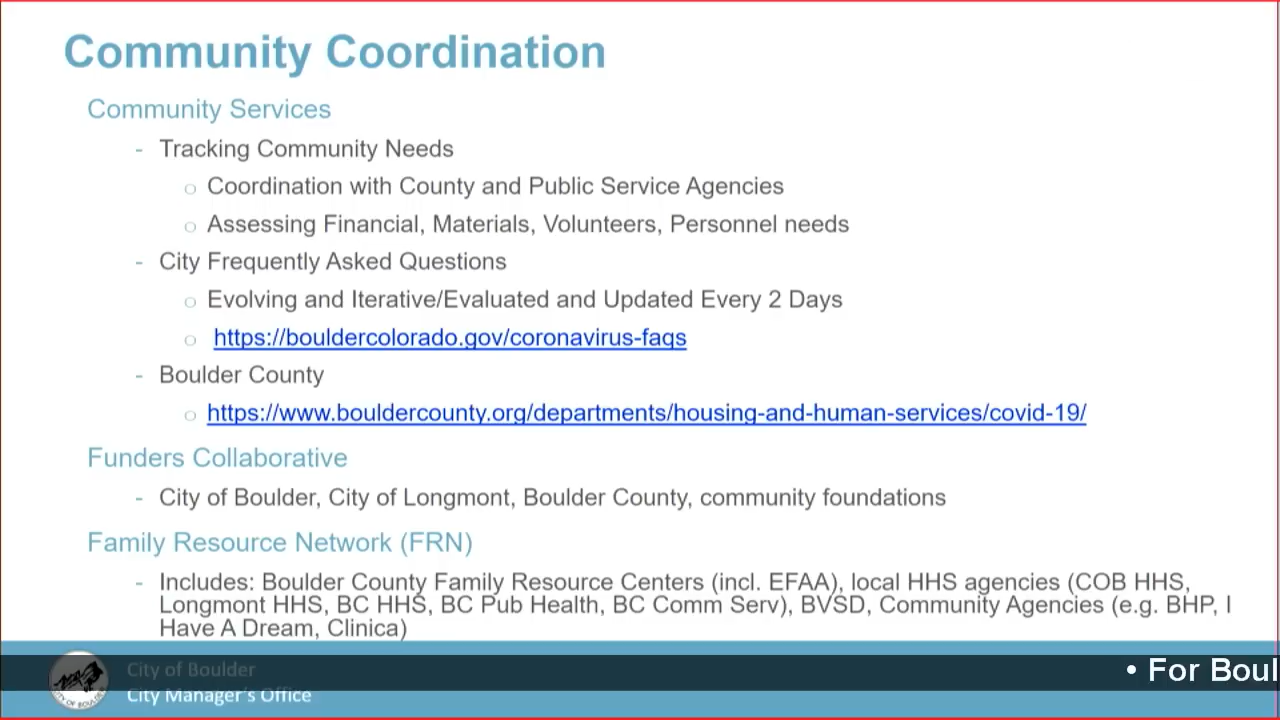 Community Coordination
Community Services
- Tracking Community Needs
o Coordination with County and Public Service Agencies
o Assessing Financial, Materials, Volunteers, Personnel needs
- City Frequently Asked Questions
o Evolving and Iterative/Evaluated and Updated Every 2 Days
o https://bouldercolorado.gov/coronavirus-faqs
- Boulder County
o https://www.bouldercounty.org/departments/housing-and-human-services/covid-19/
Funders Collaborative
- City of Boulder, City of Longmont, Boulder County, community foundations
Family Resource Network (FRN)
- Includes: Boulder County Family Resource Centers (incl. EFAA), local HHS agencies (COB HHS,
Longmont HHS, BC HHS, BC Pub Health, BC Comm Serv), BVSD, Community Agencies (e.g. BHP, I
Have A Dream, Clinica)
City of Boulder
• For Boul
City Manager's Office